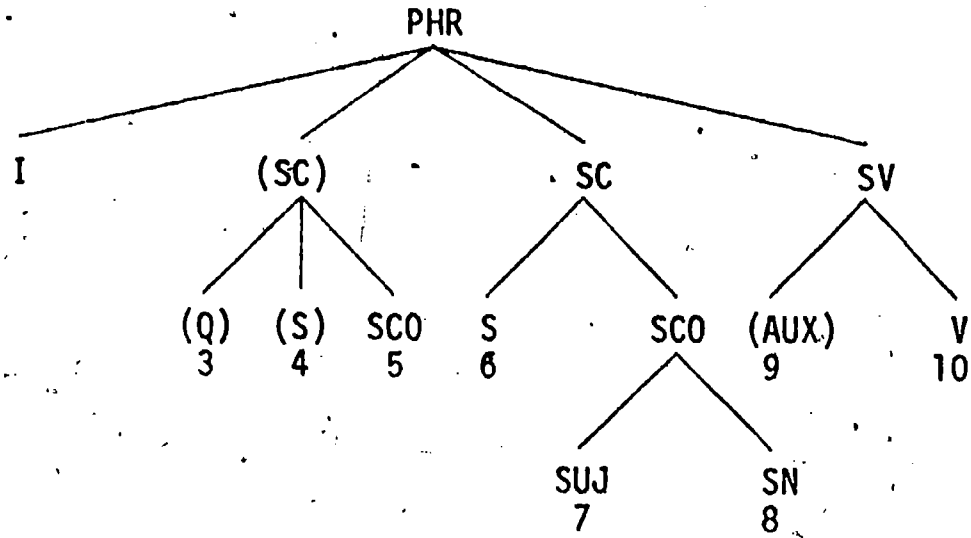 PHR
I (SC) SC SV
(Q) (S) SCO S SCO (AUX) V
3 4 5 6 9 10
SUJ SN
7 8